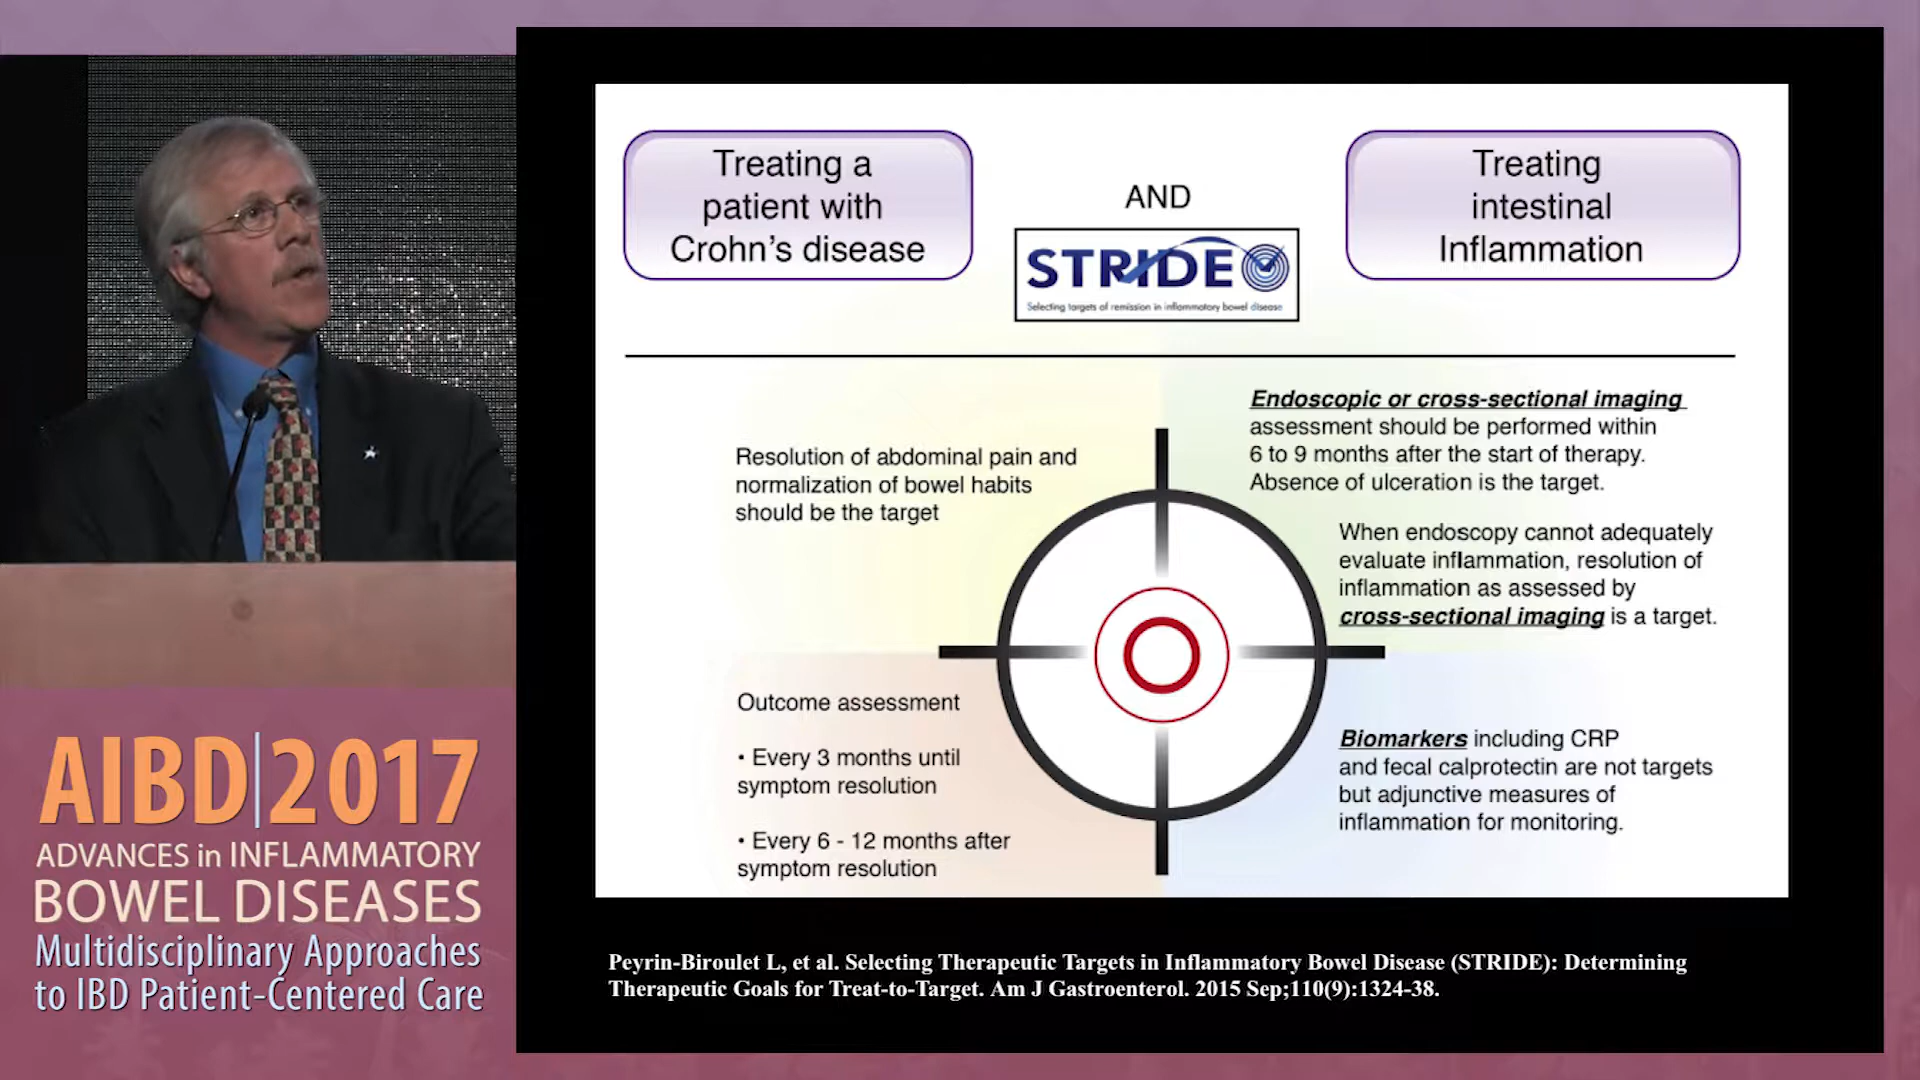 Treating a
patient with
Crohn's disease
AND
STRIDE
Selecting targets of remission in inflammatory bowel disease
Treating
intestinal
Inflammation
Resolution of abdominal pain and
normalization of bowel habits
should be the target
Endoscopic or cross-sectional imaging
assessment should be performed within
6 to 9 months after the start of therapy.
Absence of ulceration is the target.
When endoscopy cannot adequately
evaluate inflammation, resolution of
inflammation as assessed by
cross-sectional imaging is a target.
Outcome assessment
• Every 3 months until
symptom resolution
• Every 6 - 12 months after
symptom resolution
Biomarkers including CRP
and fecal calprotectin are not targets
but adjunctive measures of
inflammation for monitoring.
Peyrin-Biroulet L, et al. Selecting Therapeutic Targets in Inflammatory Bowel Disease (STRIDE): Determining
Therapeutic Goals for Treat-to-Target. Am J Gastroenterol. 2015 Sep;110(9):1324-38.
AIBD|2017
ADVANCES in INFLAMMATORY
BOWEL DISEASES
Multidisciplinary Approaches
to IBD Patient-Centered Care